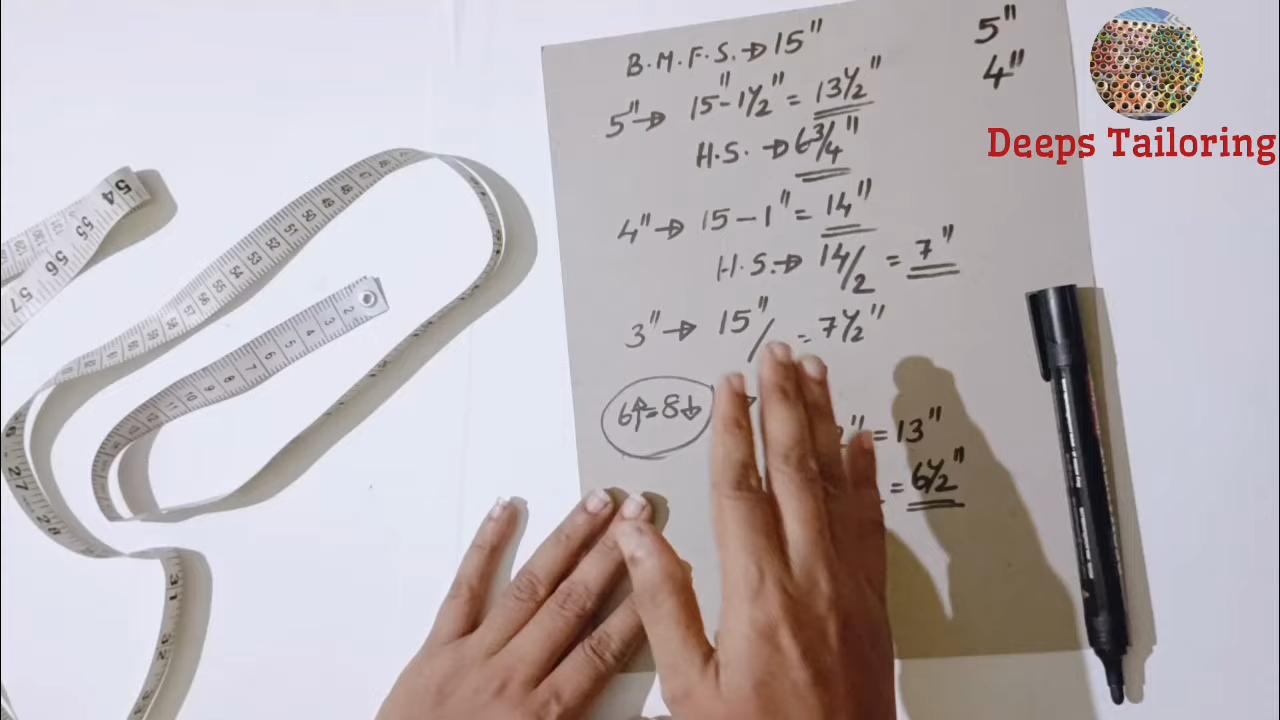 B.M.F.S. → 15"
5" → 15" - 1½" = 13½"
H.S. → 6¾"
4" → 15 - 1" = 14"
H.S. → 14/2 = 7"
3" → 15"/ = 7½"
6↑=8↓
2" = 13"
= 6½"
5"
4"
Deeps Tailoring